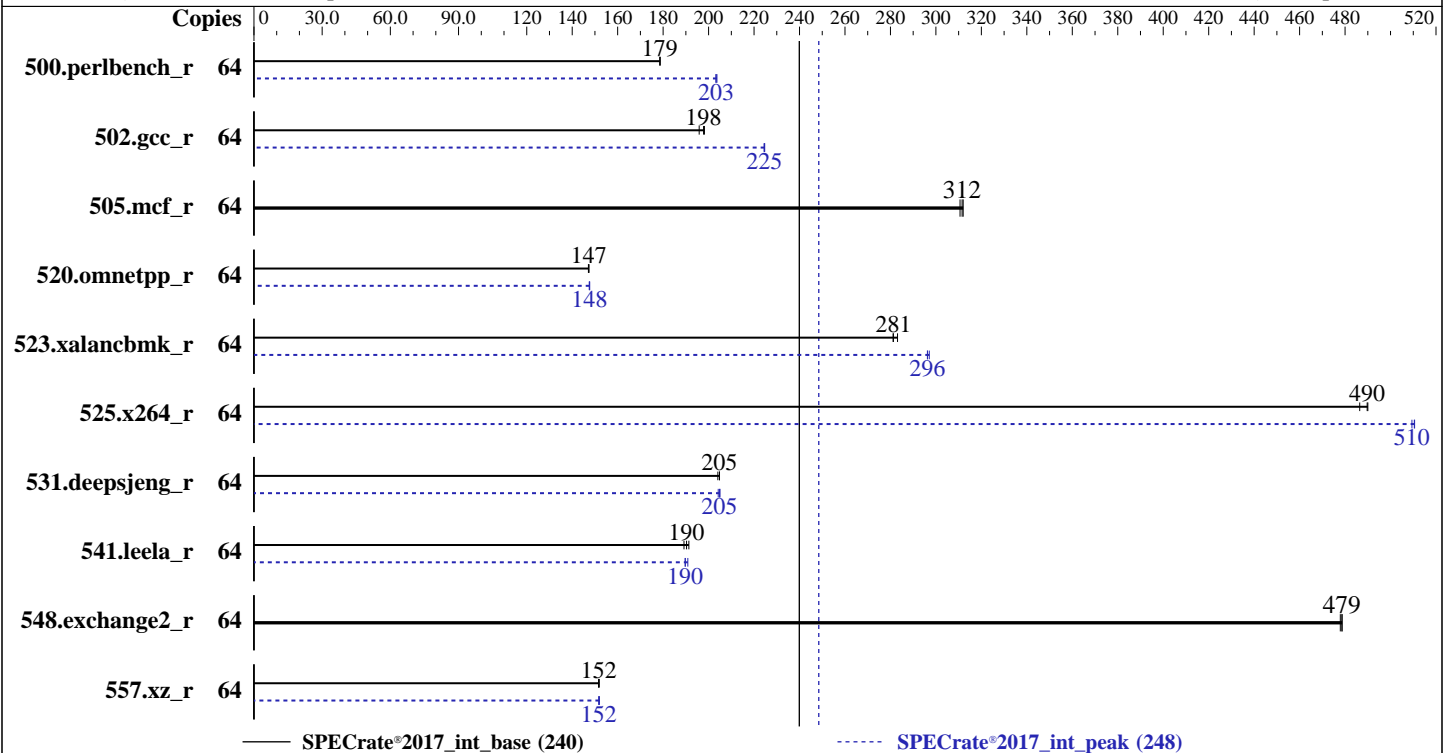 Copies 0 30.0 60.0 90.0 120 140 160 180 200 220 240 260 280 300 320 340 360 380 400 420 440 460 480 520
500.perlbench_r 64 179
203
502.gcc_r 64 198
225
505.mcf_r 64 312
520.omnetpp_r 64 147
148
523.xalancbmk_r 64 281
296
525.x264_r 64 490
510
531.deepsjeng_r 64 205
205
541.leela_r 64 190
190
548.exchange2_r 64 479
557.xz_r 64 152
152
SPECrate®2017_int_base (240) SPECrate®2017_int_peak (248)